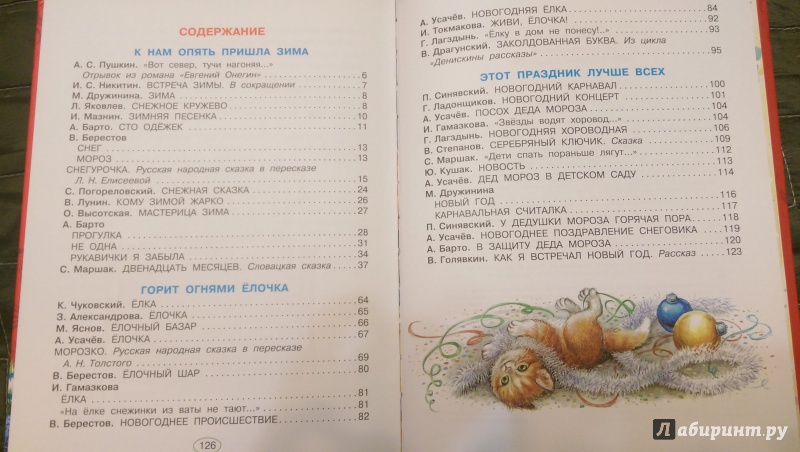 СОДЕРЖАНИЕ
К НАМ ОПЯТЬ ПРИШЛА ЗИМА
А. С. Пушкин. «Вот север, тучи нагоняя...»
Отрывок из романа «Евгений Онегин» 6
И. С. Никитин. ВСТРЕЧА ЗИМЫ. В сокращении 7
М. Дружинина. ЗИМА 8
Л. Яковлев. СНЕЖНОЕ КРУЖЕВО 8
И. Мазнин. ЗИМНЯЯ ПЕСЕНКА 10
А. Барто. СТО ОДЁЖЕК 11
В. Берестов
СНЕГ 13
МОРОЗ 13
СНЕГУРОЧКА. Русская народная сказка в пересказе
Л. Н. Елисеевой 15
С. Погореловский. СНЕЖНАЯ СКАЗКА 24
В. Лунин. КОМУ ЗИМОЙ ЖАРКО 26
О. Высотская. МАСТЕРИЦА ЗИМА 27
А. Барто
ПРОГУЛКА 28
НЕ ОДНА 31
РУКАВИЧКИ Я ЗАБЫЛА 34
С. Маршак. ДВЕНАДЦАТЬ МЕСЯЦЕВ. Словацкая сказка 37
ГОРИТ ОГНЯМИ ЁЛОЧКА
К. Чуковский. ЁЛКА 64
З. Александрова. ЁЛОЧКА 65
М. Яснов. ЁЛОЧНЫЙ БАЗАР 66
А. Усачёв. ЁЛОЧКА 67
МОРОЗКО. Русская народная сказка в пересказе
А. Н. Толстого 69
В. Берестов. ЁЛОЧНЫЙ ШАР 80
И. Гамазкова
ЁЛКА 81
«На ёлке снежинки из ваты не тают...» 81
В. Берестов. НОВОГОДНЕЕ ПРОИСШЕСТВИЕ 82
126
А. Усачёв. НОВОГОДНЯЯ ЁЛКА 84
И. Токмакова. ЖИВИ, ЁЛОЧКА! 92
Г. Лагздынь. «Ёлку в дом не понесу!..» 93
В. Драгунский. ЗАКОЛДОВАННАЯ БУКВА. Из цикла
«Денискины рассказы» 95
ЭТОТ ПРАЗДНИК ЛУЧШЕ ВСЕХ
П. Синявский. НОВОГОДНИЙ КАРНАВАЛ 100
Г. Ладонщиков. НОВОГОДНИЙ КОНЦЕРТ 101
А. Усачёв. ПОСОХ ДЕДА МОРОЗА 103
И. Гамазкова. «Звёзды водят хоровод...» 104
Г. Лагздынь. НОВОГОДНЯЯ ХОРОВОДНАЯ 104
В. Степанов. СЕРЕБРЯНЫЙ КЛЮЧИК. Сказка 106
С. Маршак. «Дети спать пораньше лягут...» 109
Ю. Кушак. НОВОСТЬ 112
А. Усачёв. ДЕД МОРОЗ В ДЕТСКОМ САДУ 113
М. Дружинина 114
НОВЫЙ ГОД 116
КАРНАВАЛЬНАЯ СЧИТАЛКА 117
П. Синявский. У ДЕДУШКИ МОРОЗА ГОРЯЧАЯ ПОРА 118
А. Усачёв. НОВОГОДНЕЕ ПОЗДРАВЛЕНИЕ СНЕГОВИКА 119
А. Барто. В ЗАЩИТУ ДЕДА МОРОЗА 120
В. Голявкин. КАК Я ВСТРЕЧАЛ НОВЫЙ ГОД. Рассказ 123
Лабиринт.ру